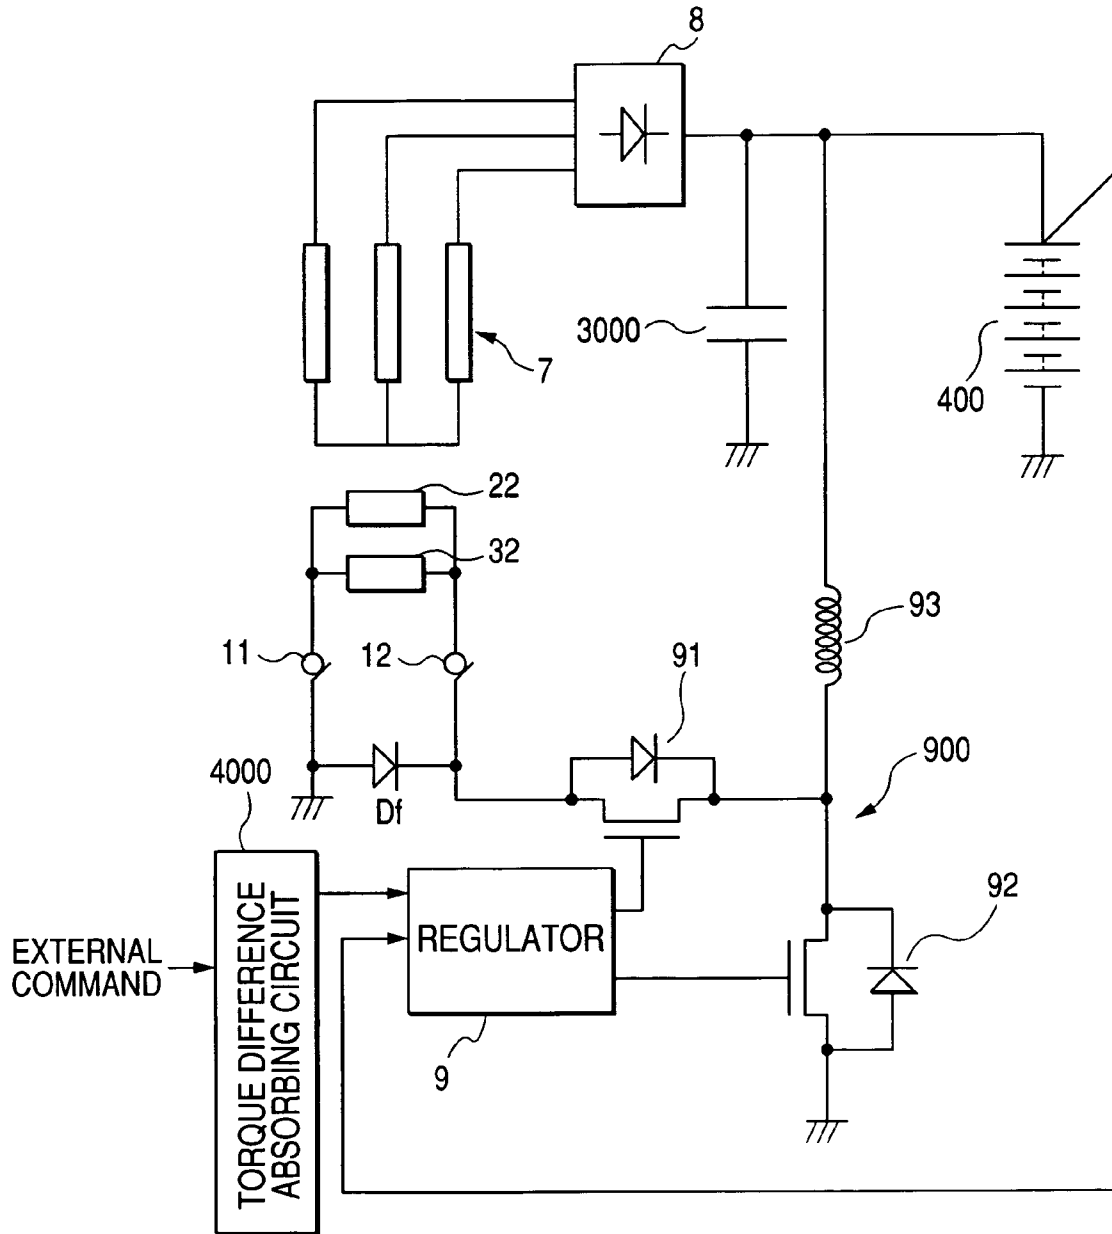 8
7
3000
400
22
32
11
12
93
91
900
4000
Df
92
TORQUE DIFFERENCE
ABSORBING CIRCUIT
REGULATOR
EXTERNAL
COMMAND
9